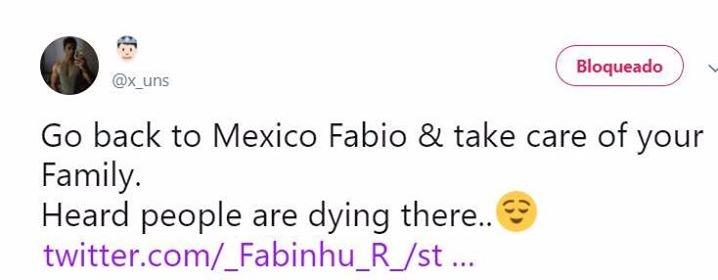 @x_uns
Bloqueado
Go back to Mexico Fabio & take care of your
Family.
Heard people are dying there..😌
twitter.com/_Fabinhu_R_/st ...